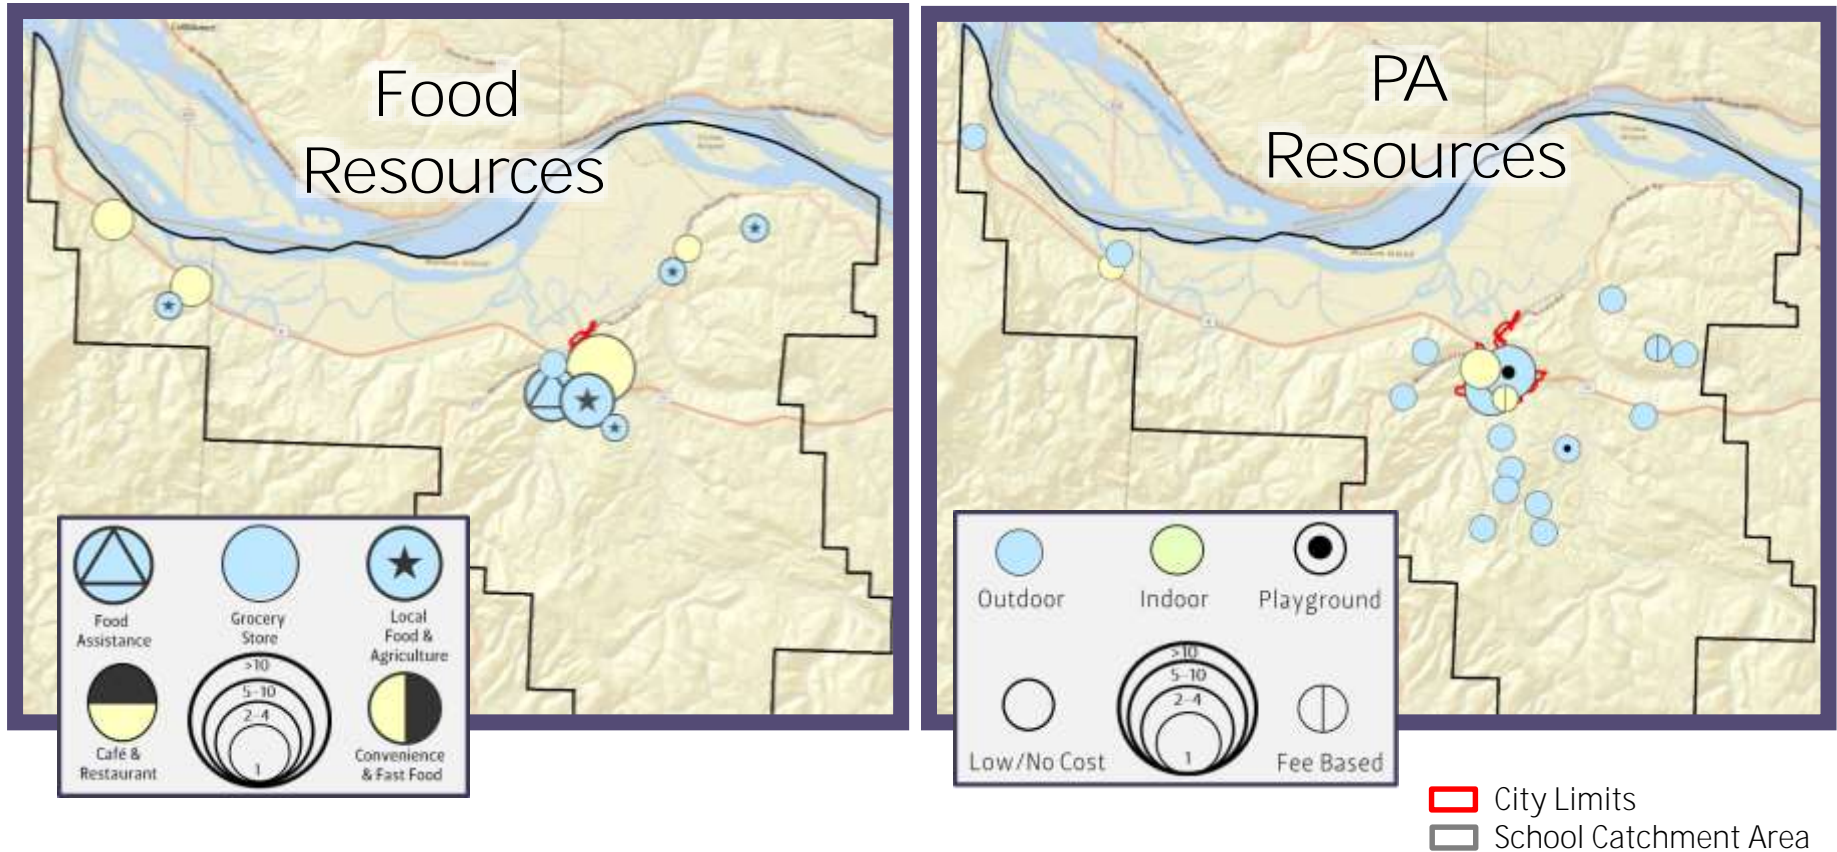 Food
Resources
PA
Resources
Food
Assistance
Grocery
Store
Local
Food &
Agriculture
>10
5-10
2-4
1
Café &
Restaurant
Convenience
& Fast Food
Outdoor
Indoor
Playground
>10
5-10
2-4
1
Low/No Cost
Fee Based
City Limits
School Catchment Area